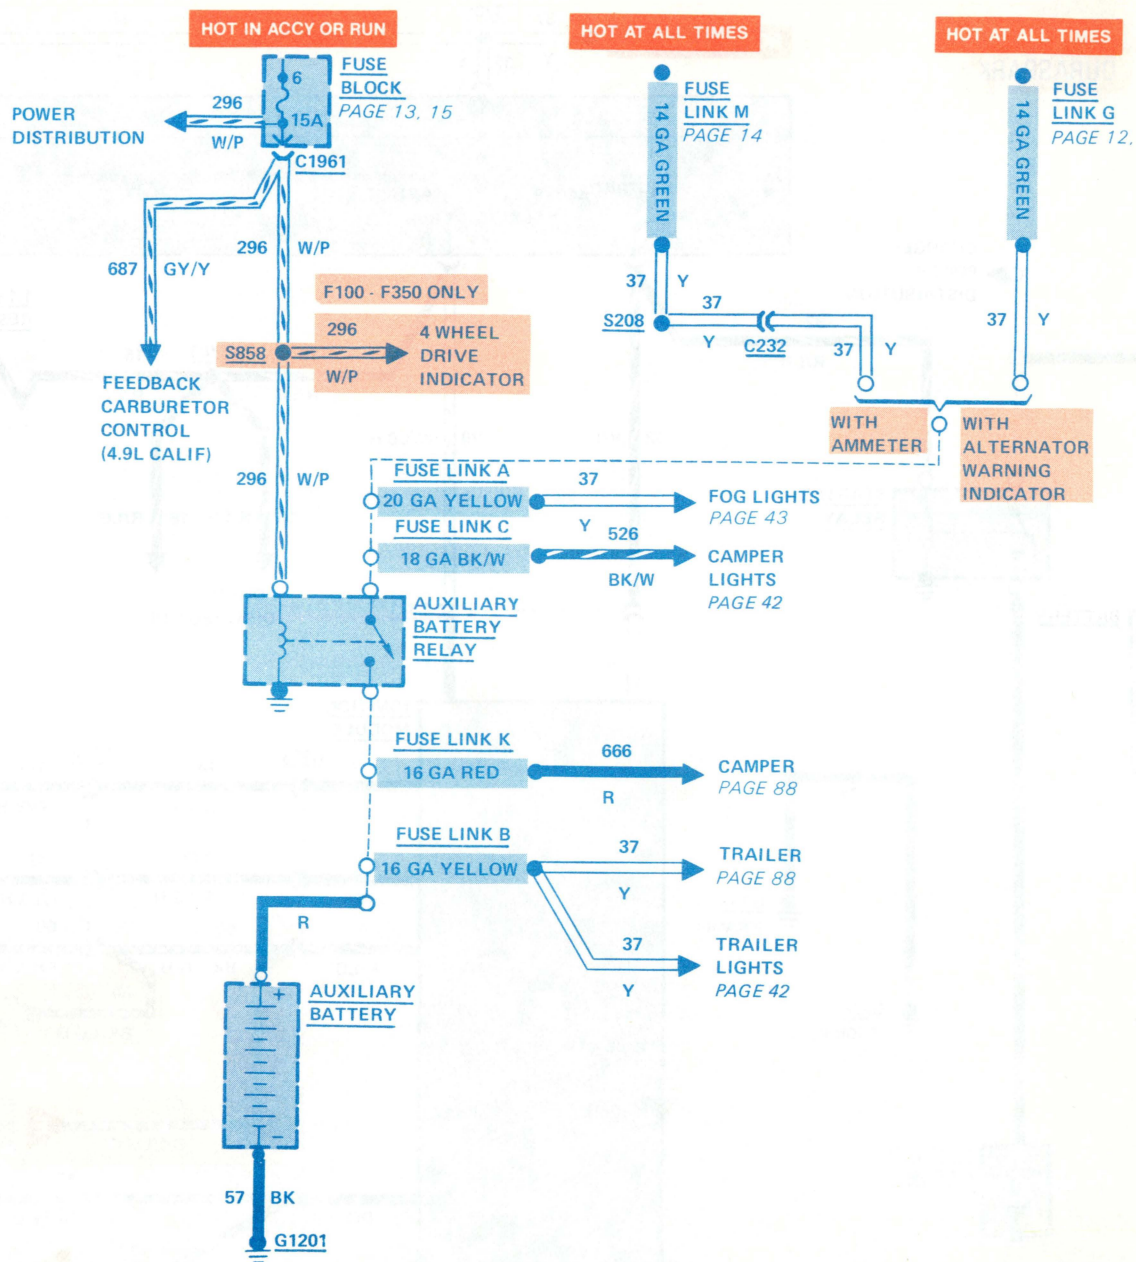 HOT IN ACCY OR RUN
HOT AT ALL TIMES
HOT AT ALL TIMES
6
15A
FUSE
BLOCK
PAGE 13, 15
POWER
DISTRIBUTION
296
W/P
C1961
14 GA GREEN
FUSE
LINK M
PAGE 14
14 GA GREEN
FUSE
LINK G
PAGE 12,
687
GY/Y
296
W/P
F100 - F350 ONLY
S858
296
W/P
4 WHEEL
DRIVE
INDICATOR
37
Y
S208
37
Y
C232
37
Y
37
Y
FEEDBACK
CARBURETOR
CONTROL
(4.9L CALIF)
WITH
AMMETER
WITH
ALTERNATOR
WARNING
INDICATOR
296
W/P
FUSE LINK A
20 GA YELLOW
37
Y
FOG LIGHTS
PAGE 43
FUSE LINK C
18 GA BK/W
526
BK/W
CAMPER
LIGHTS
PAGE 42
AUXILIARY
BATTERY
RELAY
FUSE LINK K
16 GA RED
666
R
CAMPER
PAGE 88
FUSE LINK B
16 GA YELLOW
37
Y
TRAILER
PAGE 88
37
Y
TRAILER
LIGHTS
PAGE 42
R
+
-
AUXILIARY
BATTERY
57
BK
G1201